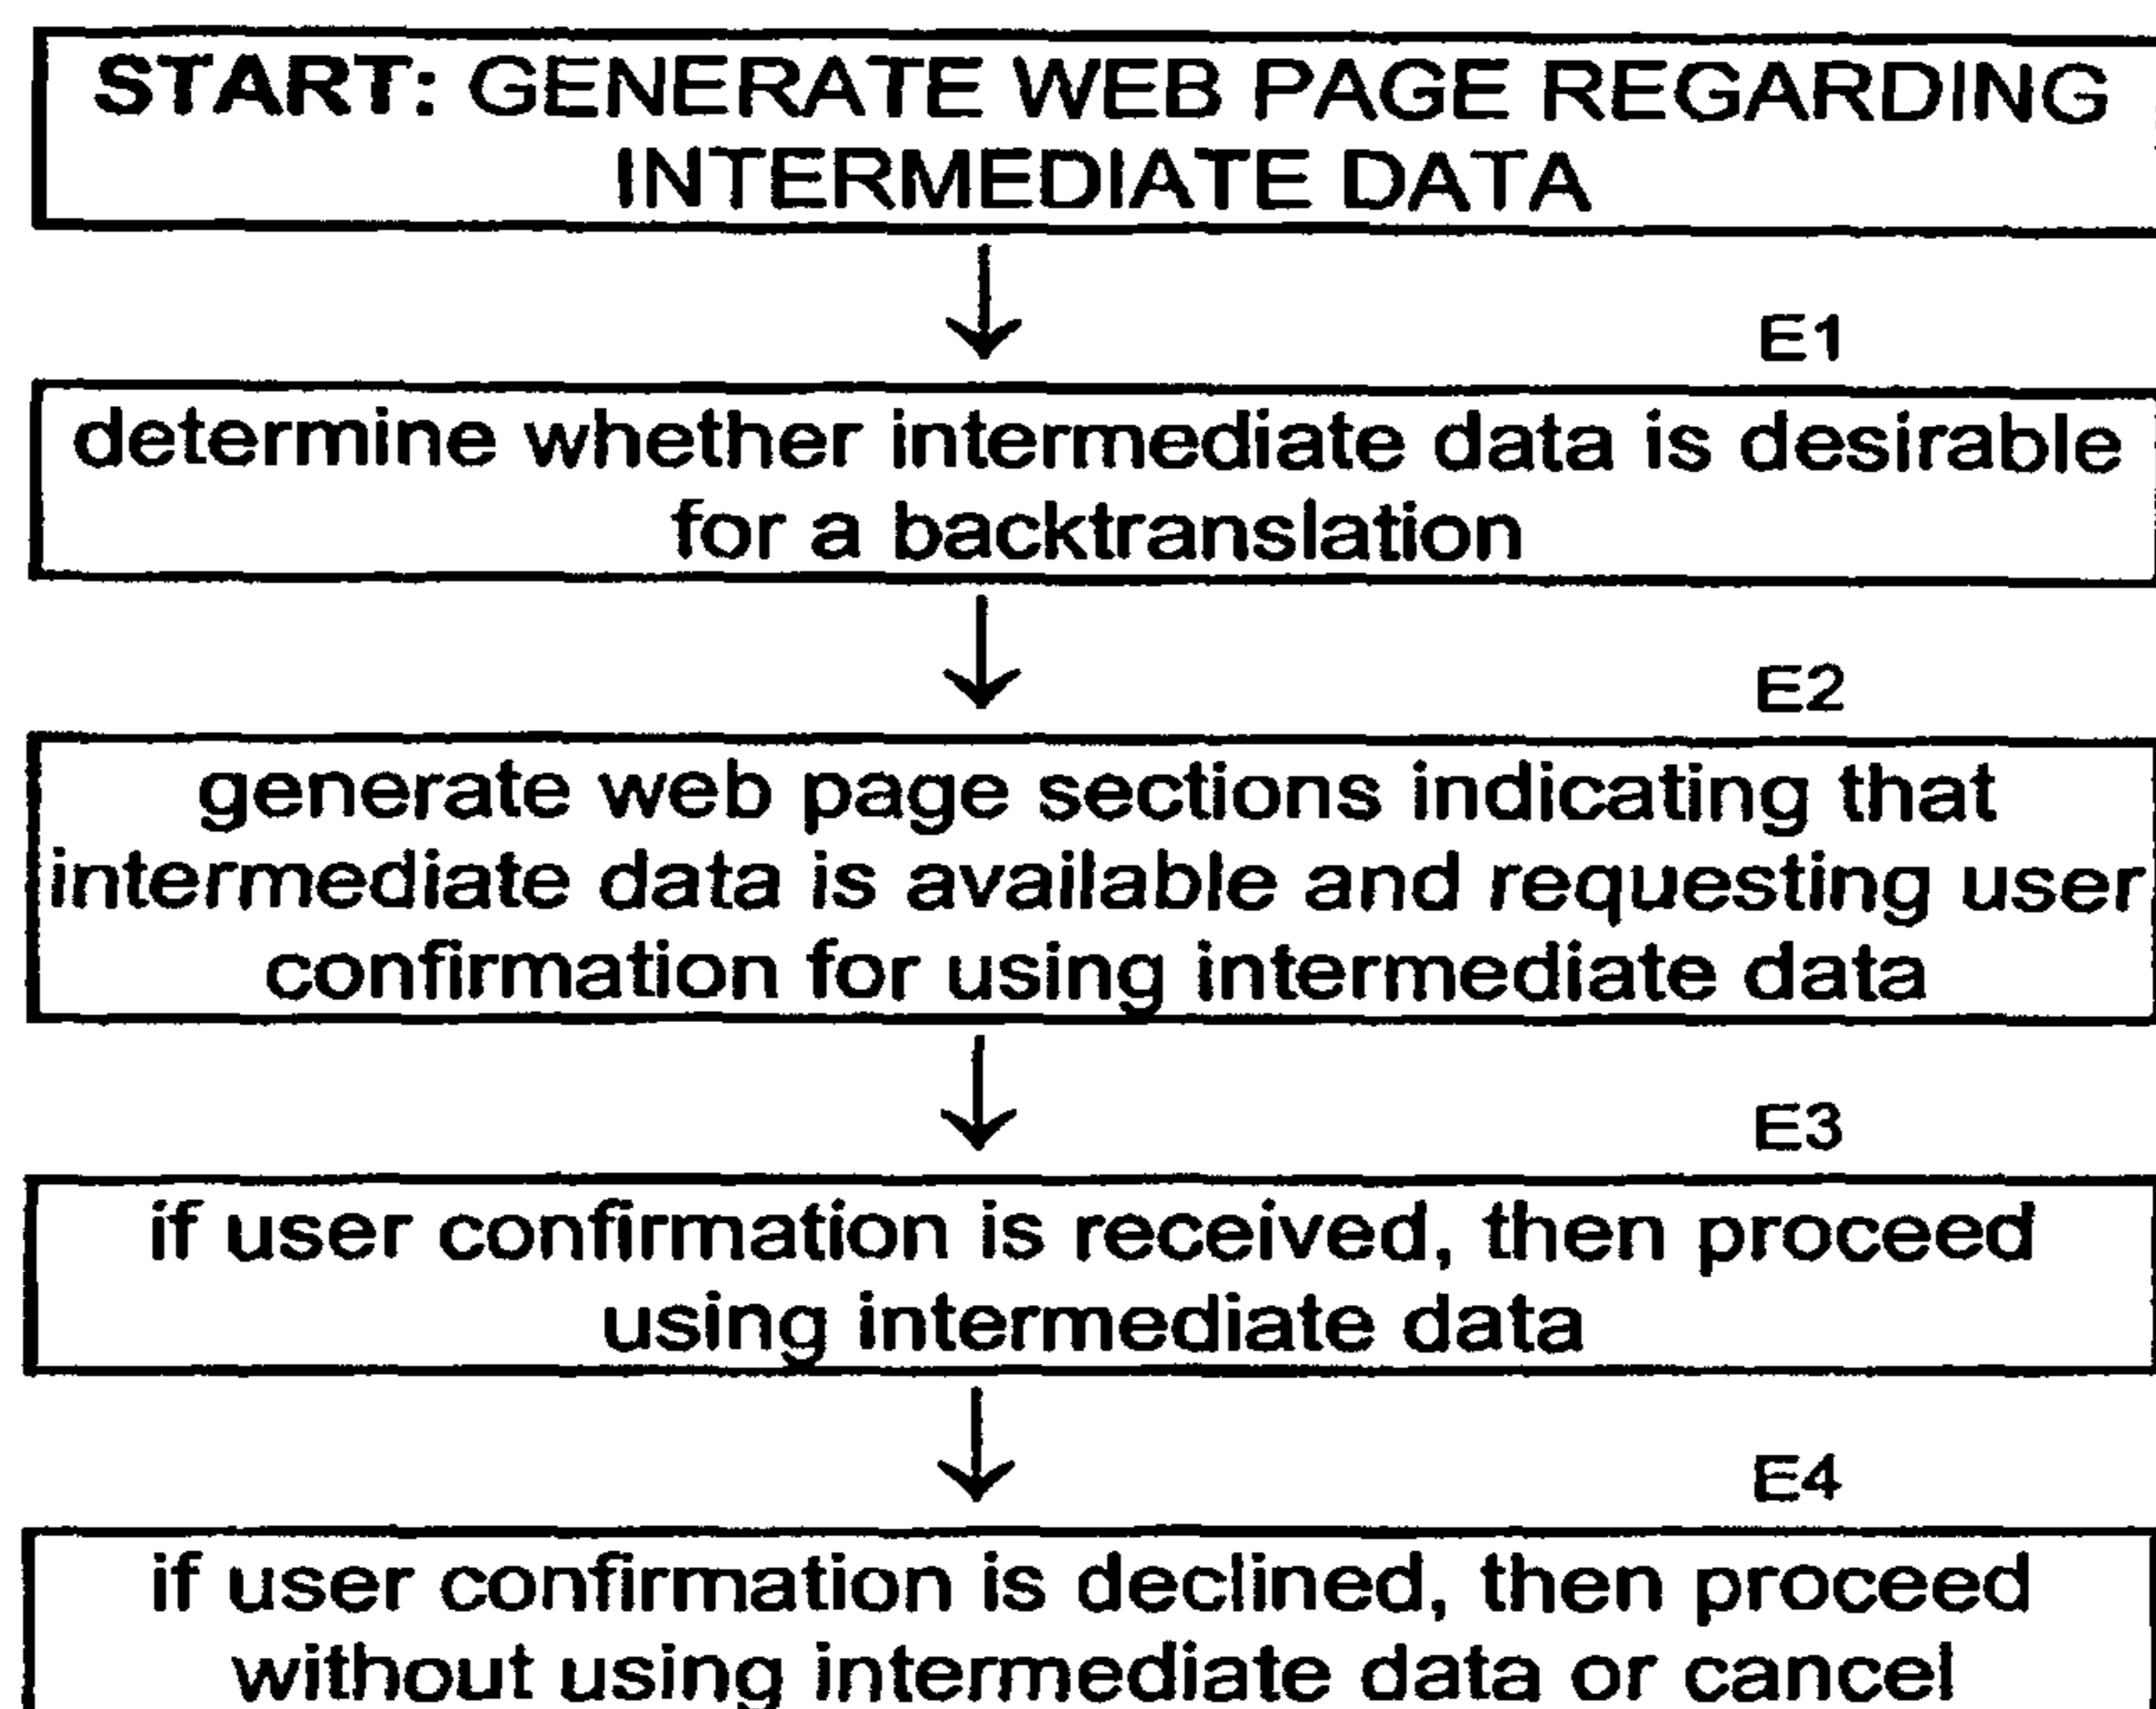 START: GENERATE WEB PAGE REGARDING
INTERMEDIATE DATA
E1
determine whether intermediate data is desirable
for a backtranslation
E2
generate web page sections indicating that
intermediate data is available and requesting user
confirmation for using intermediate data
E3
if user confirmation is received, then proceed
using intermediate data
E4
if user confirmation is declined, then proceed
without using intermediate data or cancel